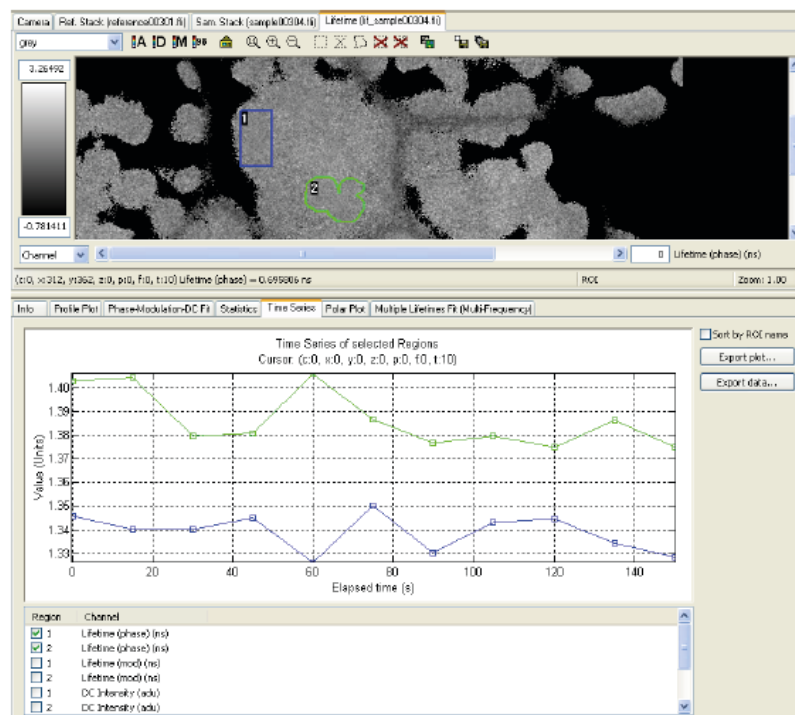 Camera Ref. Stack (reference00301.fi) Sam. Stack (sample00304.fi) Lifetime (lif_sample00304.fi)
grey A D M
3.26492
1
2
-0.781411
Channel 0 Lifetime (phase) (ns)
(c:0, x:312, y:362, z:0, p:0, f:0, t:10) Lifetime (phase) = 0.695806 ns ROI Zoom: 1.00
Info Profile Plot Phase-Modulation-DC Fit Statistics Time Series Polar Plot Multiple Lifetimes Fit (Multi-Frequency)
Time Series of selected Regions
Cursor: (c:0, x:0, y:0, z:0, p:0, f:0, t:10)
Sort by ROI name
Export plot...
Export data...
1.40
1.39
1.38
1.37
1.36
1.35
1.34
1.33
Value (Units)
0 20 40 60 80 100 120 140
Elapsed time (s)
Region Channel
1 Lifetime (phase) (ns)
2 Lifetime (phase) (ns)
1 Lifetime (mod) (ns)
2 Lifetime (mod) (ns)
1 DC Intensity (adu)
2 DC Intensity (adu)